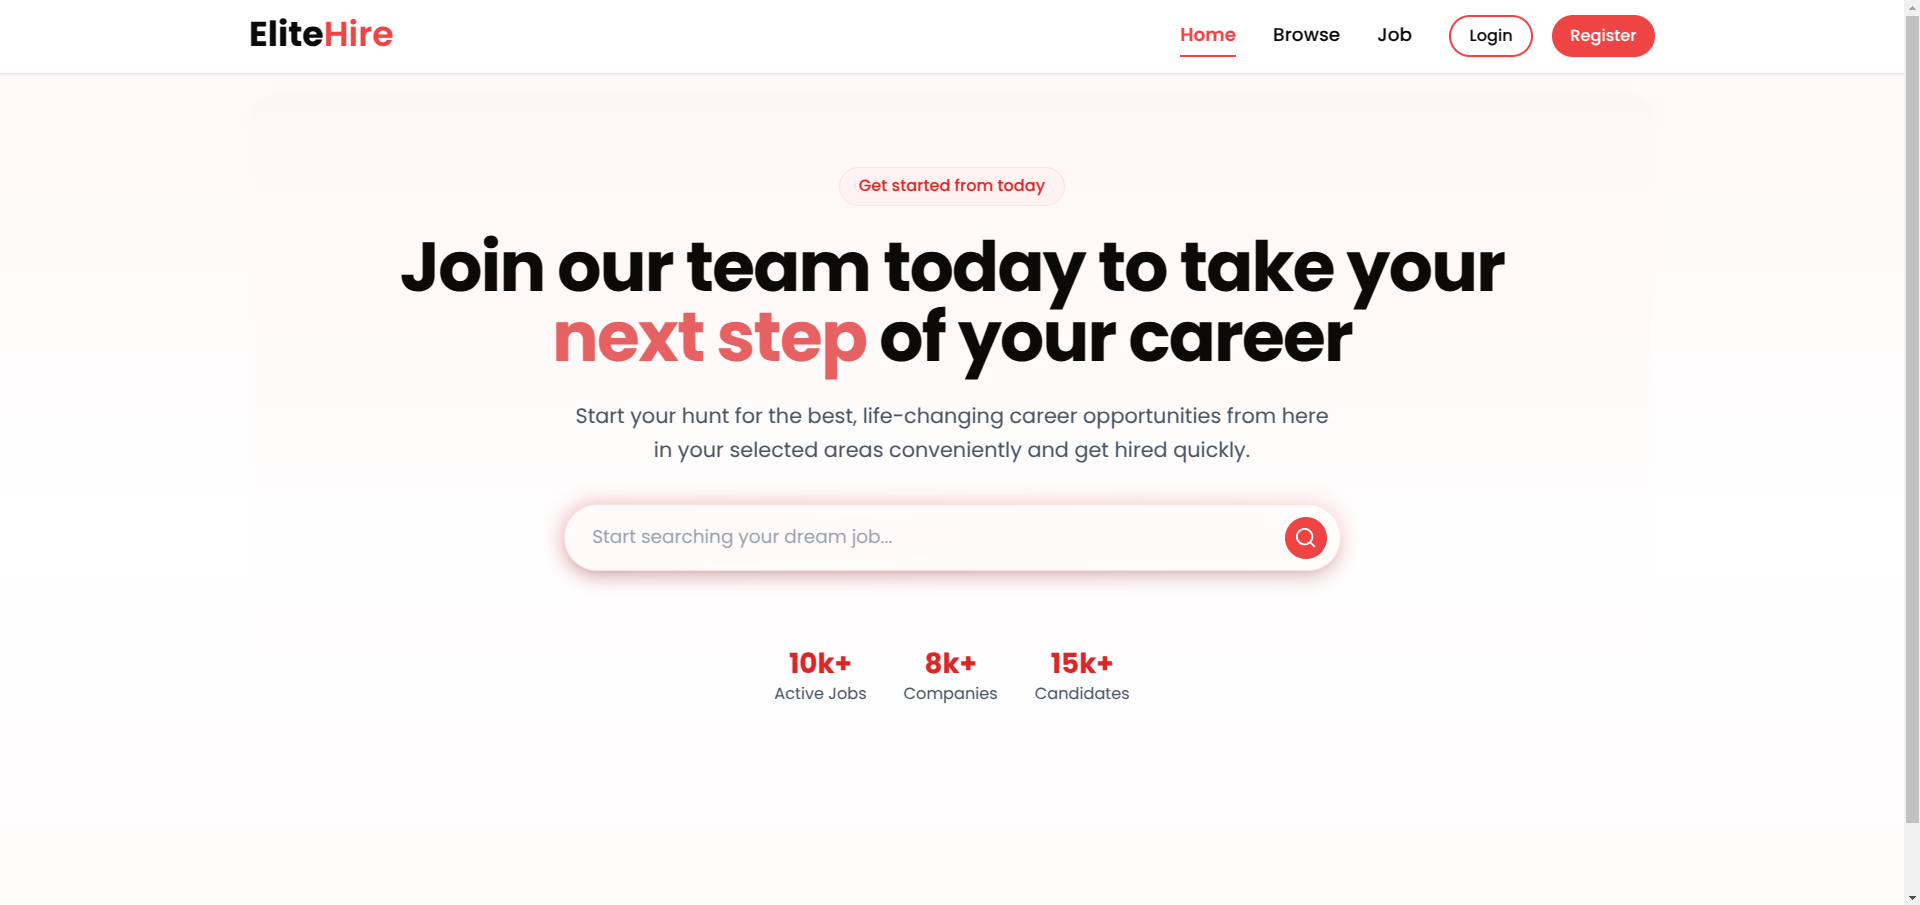 EliteHire
Home
Browse
Job
Login
Register
Get started from today
Join our team today to take your
next step of your career
Start your hunt for the best, life-changing career opportunities from here
in your selected areas conveniently and get hired quickly.
Start searching your dream job...
10k+
Active Jobs
8k+
Companies
15k+
Candidates